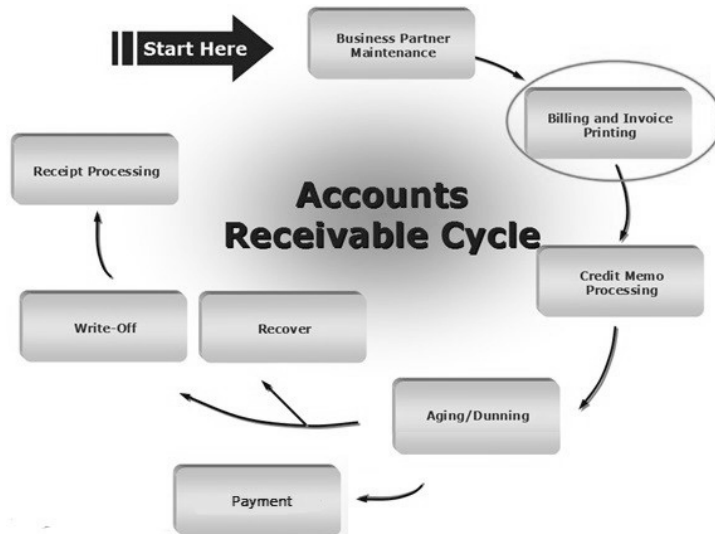 Start Here
Business Partner
Maintenance
Billing and Invoice
Printing
Receipt Processing
Accounts
Receivable Cycle
Credit Memo
Processing
Write-Off
Recover
Aging/Dunning
Payment